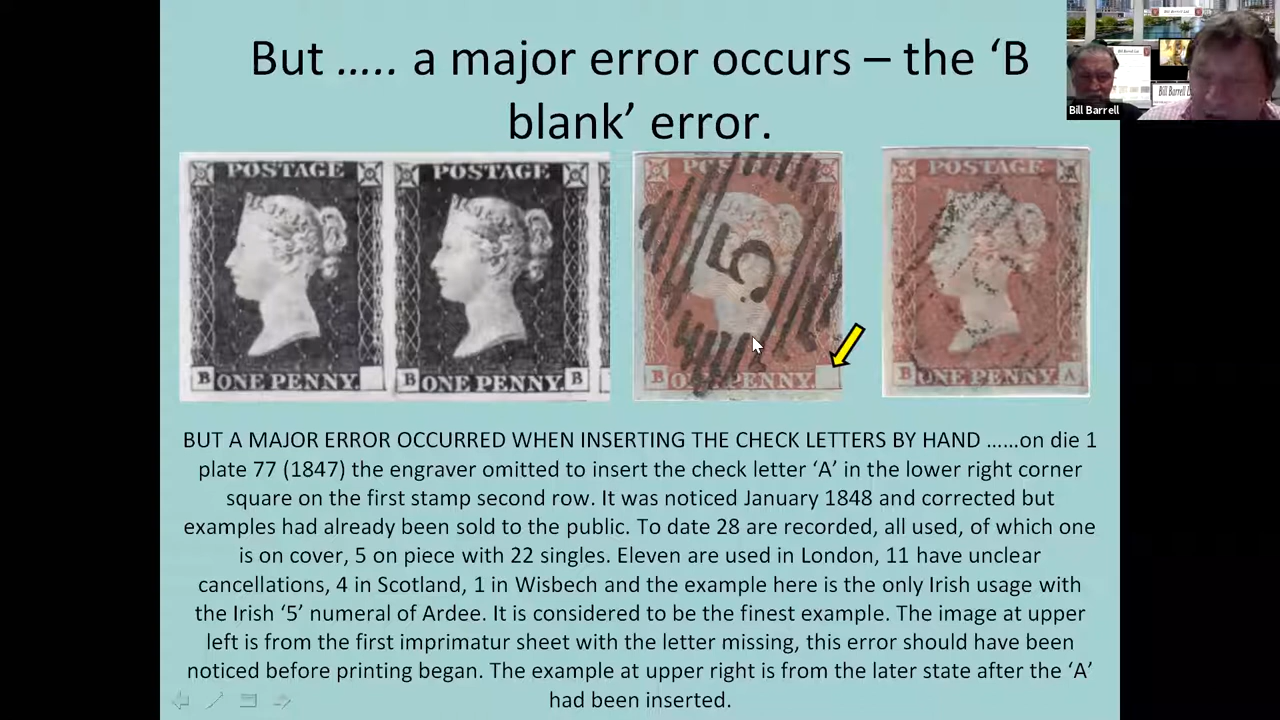 But ..... a major error occurs – the ‘B
blank’ error.
Bill Barrell Ltd
Bill Barrell
POSTAGE
B ONE PENNY
POSTAGE
B ONE PENNY B
POSTAGE
5
B ONE PENNY
POSTAGE
B ONE PENNY A
BUT A MAJOR ERROR OCCURRED WHEN INSERTING THE CHECK LETTERS BY HAND ......on die 1
plate 77 (1847) the engraver omitted to insert the check letter ‘A’ in the lower right corner
square on the first stamp second row. It was noticed January 1848 and corrected but
examples had already been sold to the public. To date 28 are recorded, all used, of which one
is on cover, 5 on piece with 22 singles. Eleven are used in London, 11 have unclear
cancellations, 4 in Scotland, 1 in Wisbech and the example here is the only Irish usage with
the Irish ‘5’ numeral of Ardee. It is considered to be the finest example. The image at upper
left is from the first imprimatur sheet with the letter missing, this error should have been
noticed before printing began. The example at upper right is from the later state after the ‘A’
had been inserted.